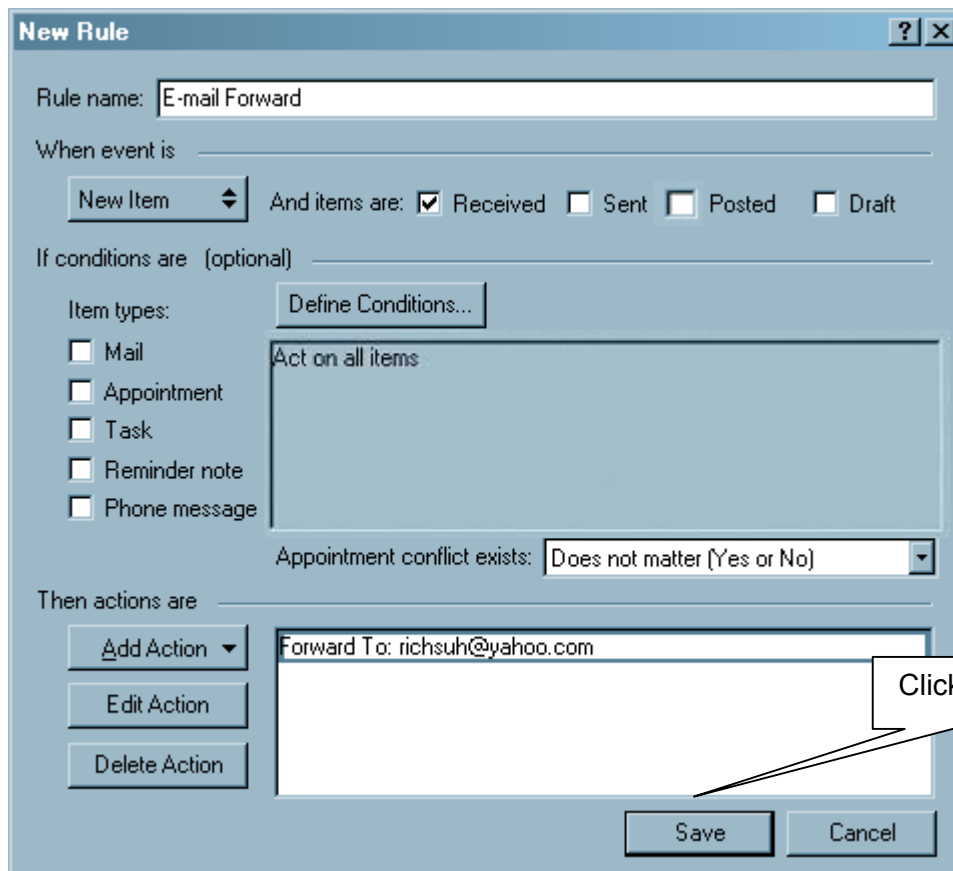 New Rule
Rule name: E-mail Forward
When event is
New Item And items are: Received Sent Posted Draft
If conditions are (optional)
Item types: Define Conditions...
Mail
Act on all items
Appointment
Task
Reminder note
Phone message
Appointment conflict exists: Does not matter (Yes or No)
Then actions are
Add Action
Forward To: richsuh@yahoo.com
Edit Action
Click
Delete Action
Save Cancel